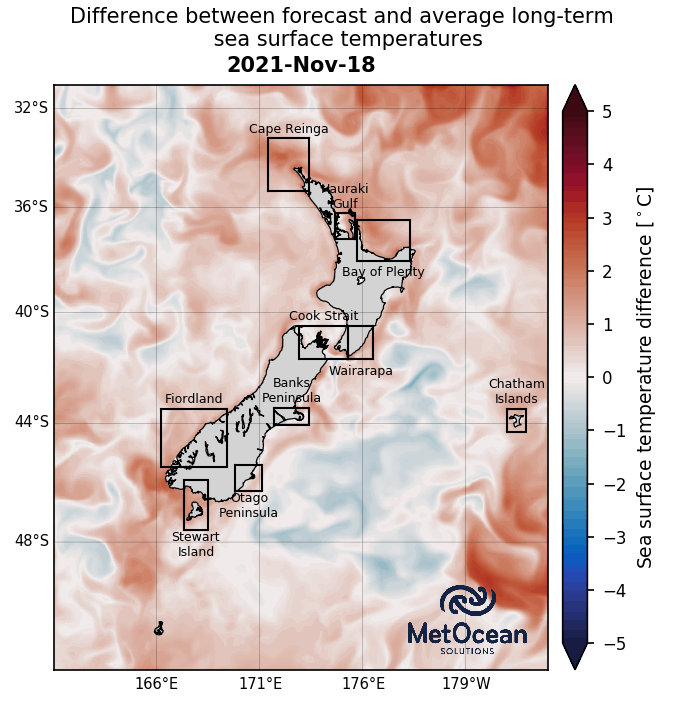 Difference between forecast and average long-term
sea surface temperatures
2021-Nov-18
32°S
36°S
40°S
44°S
48°S
166°E
171°E
176°E
179°W
Cape Reinga
Hauraki
Gulf
Bay of Plenty
Cook Strait
Wairarapa
Banks
Peninsula
Fiordland
Chatham
Islands
Otago
Peninsula
Stewart
Island
MetOcean
SOLUTIONS
5
4
3
2
1
0
−1
−2
−3
−4
−5
Sea surface temperature difference [°C]